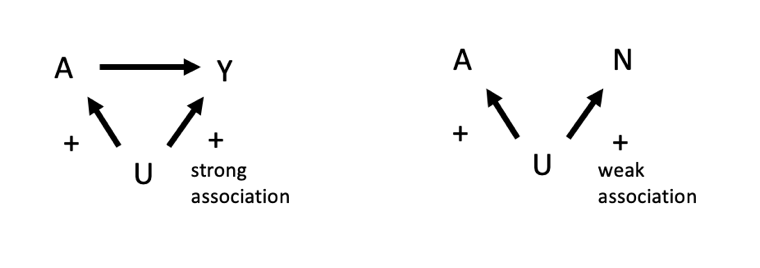 A
Y
+
+
U
strong
association
A
N
+
+
U
weak
association